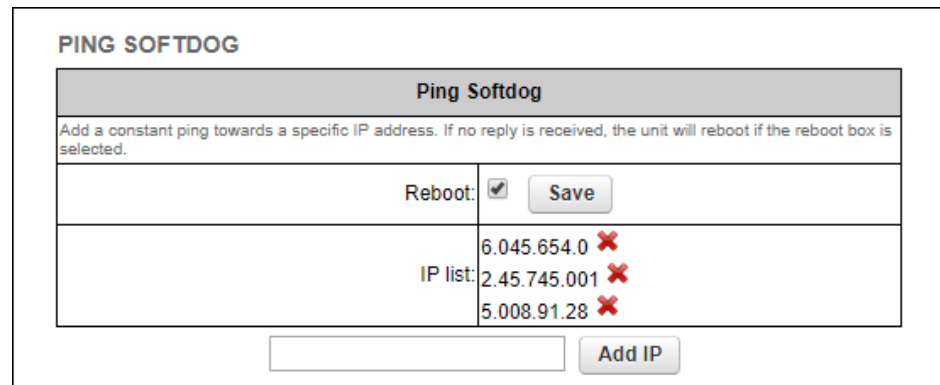 PING SOFTDOG
Ping Softdog
Add a constant ping towards a specific IP address. If no reply is received, the unit will reboot if the reboot box is
selected.
Reboot: Save
6.045.654.0
IP list: 2.45.745.001
5.008.91.28
Add IP